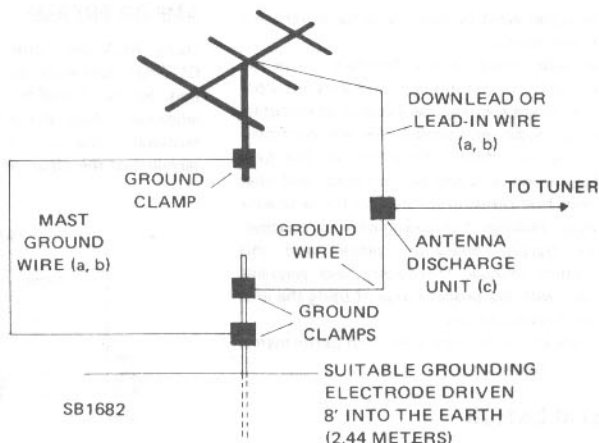 DOWNLEAD OR
LEAD-IN WIRE
(a, b)
GROUND
CLAMP
TO TUNER
MAST
GROUND
WIRE (a, b)
GROUND
WIRE
ANTENNA
DISCHARGE
UNIT (c)
GROUND
CLAMPS
SUITABLE GROUNDING
ELECTRODE DRIVEN
8' INTO THE EARTH
(2.44 METERS)
SB1682